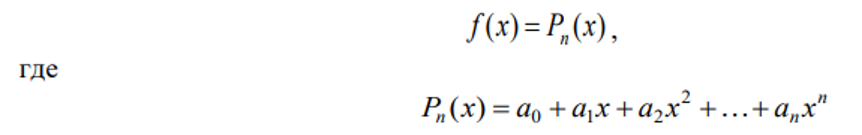 f(x) = Pₙ(x),
где
Pₙ(x) = a₀ + a₁x + a₂x² + … + aₙxⁿ